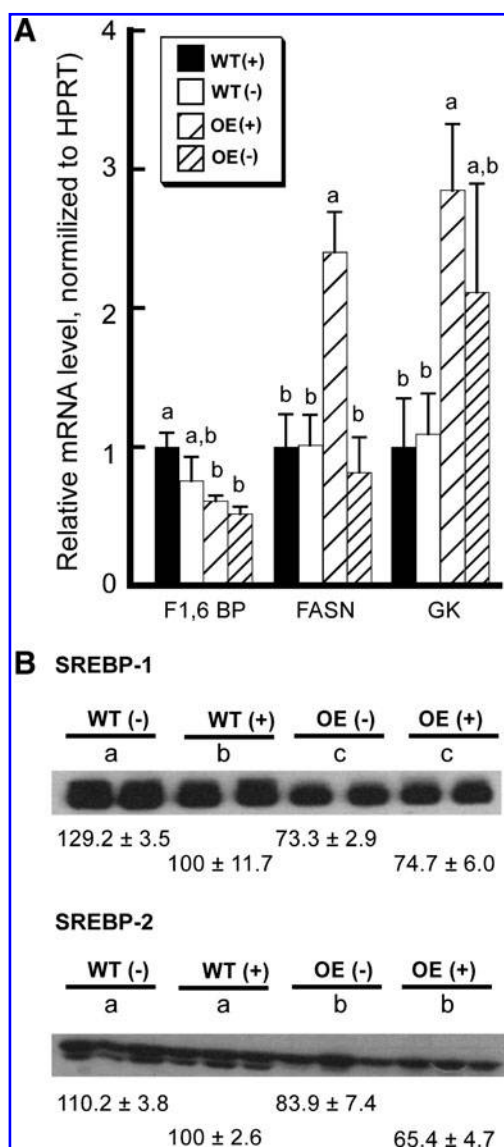 A
Relative mRNA level, normilized to HPRT
4
3
2
1
0
WT(+)
WT(-)
OE(+)
OE(-)
a
a,b
b
b
b
b
a
b
b
b
a
a,b
F1,6 BP FASN GK
B SREBP-1
WT (-) WT (+) OE (-) OE (+)
a b c c
129.2 ± 3.5 73.3 ± 2.9
100 ± 11.7 74.7 ± 6.0
SREBP-2
WT (-) WT (+) OE (-) OE (+)
a a b b
110.2 ± 3.8 83.9 ± 7.4
100 ± 2.6 65.4 ± 4.7